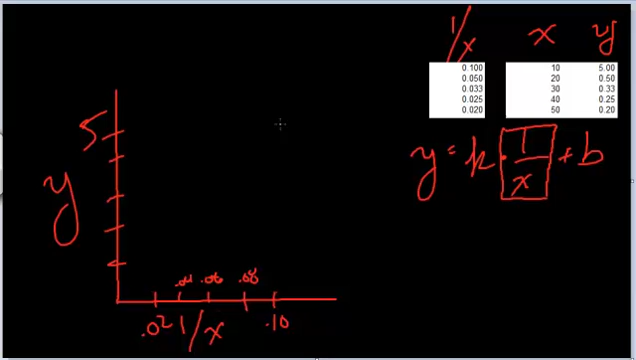 1/x x y
0.100 10 5.00
0.050 20 0.50
0.033 30 0.33
0.025 40 0.25
0.020 50 0.20
y = k · 1/x + b
5
y
.04 .06 .08
.02 1/x .10